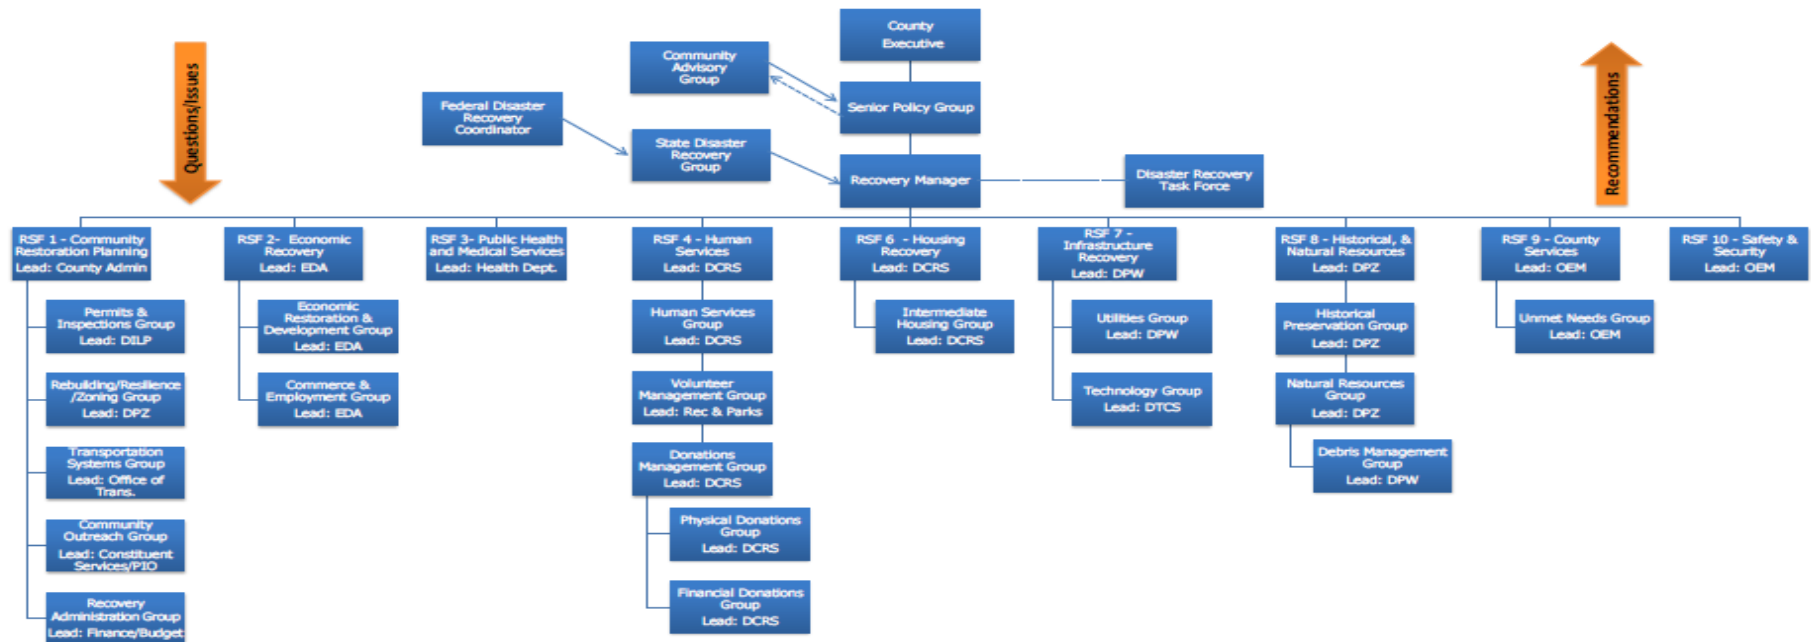 County
Executive
Community
Advisory
Group
Questions/Issues
Recommendations
Senior Policy Group
Federal Disaster
Recovery
Coordinator
State Disaster
Recovery
Group
Recovery Manager
Disaster Recovery
Task Force
RSF 1 - Community
Restoration Planning
Lead: County Admin
RSF 2- Economic
Recovery
Lead: EDA
RSF 3- Public Health
and Medical Services
Lead: Health Dept.
RSF 4 - Human
Services
Lead: DCRS
RSF 6 - Housing
Recovery
Lead: DCRS
RSF 7 -
Infrastructure
Recovery
Lead: DPW
RSF 8 - Historical, &
Natural Resources
Lead: DPZ
RSF 9 - County
Services
Lead: OEM
RSF 10 - Safety &
Security
Lead: OEM
Permits &
Inspections Group
Lead: DILP
Rebuilding/Resilience
/Zoning Group
Lead: DPZ
Transportation
Systems Group
Lead: Office of
Trans.
Community
Outreach Group
Lead: Constituent
Services/PIO
Recovery
Administration Group
Lead: Finance/Budget
Economic
Restoration &
Development Group
Lead: EDA
Commerce &
Employment Group
Lead: EDA
Human Services
Group
Lead: DCRS
Volunteer
Management Group
Lead: Rec & Parks
Donations
Management Group
Lead: DCRS
Physical Donations
Group
Lead: DCRS
Financial Donations
Group
Lead: DCRS
Intermediate
Housing Group
Lead: DCRS
Utilities Group
Lead: DPW
Technology Group
Lead: DTCS
Historical
Preservation Group
Lead: DPZ
Natural Resources
Group
Lead: DPZ
Debris Management
Group
Lead: DPW
Unmet Needs Group
Lead: OEM